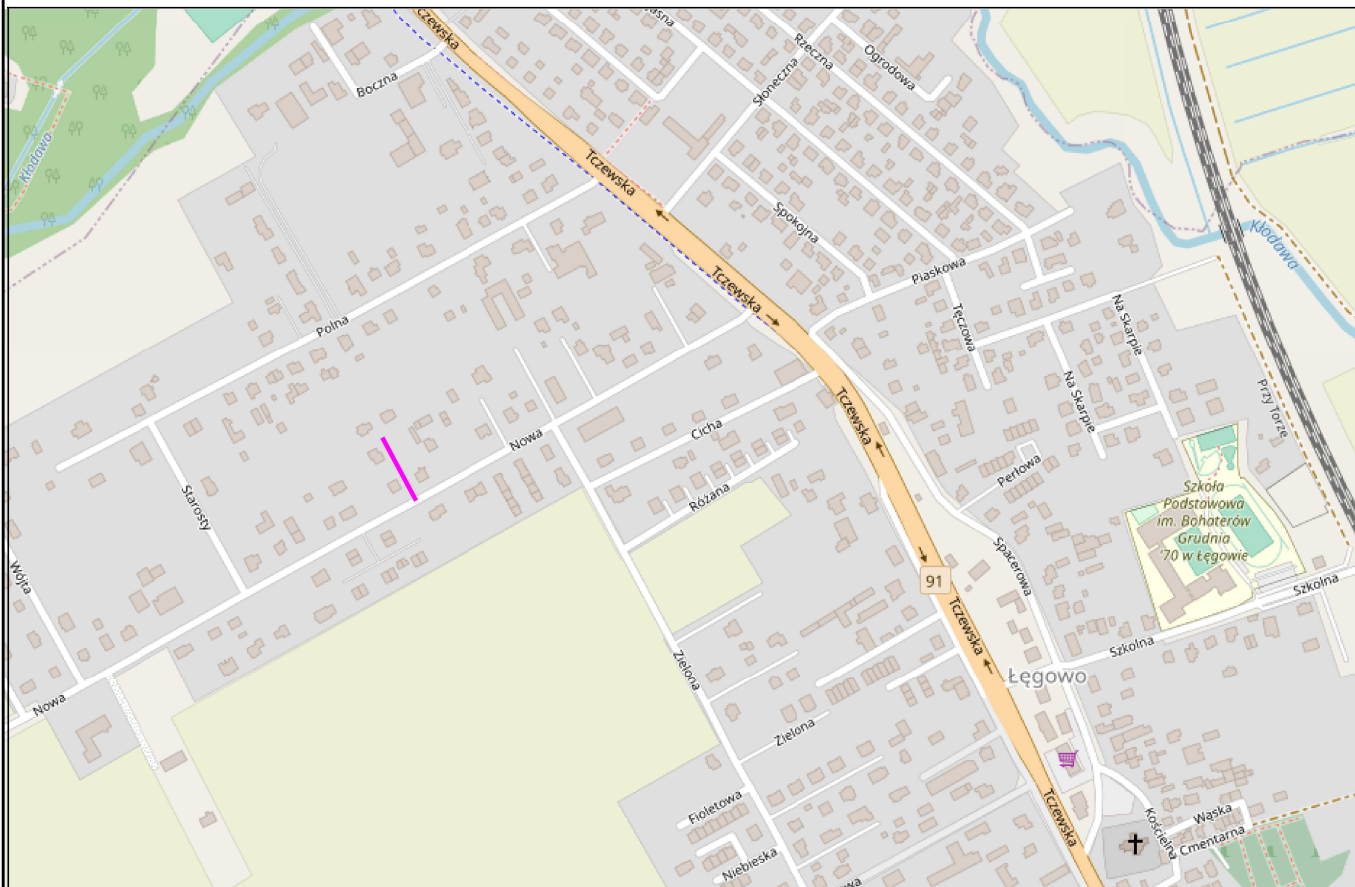 Tczewska
Jasna
Rzeczna
Ogrodowa
Boczna
Słoneczna
Kłodawa
Tczewska
Spokojna
Kłodawa
Piaskowa
Tczewska
Polna
Tęczowa
Na Skarpie
Na Skarpie
Przy Torze
Tczewska
Cicha
Nowa
Perłowa
Różana
Starosty
Szkoła
Podstawowa
im. Bohaterów
Grudnia
'70 w Łęgowie
Wójta
Spacerowa
91
Szkolna
Tczewska
Szkolna
Zielona
Łęgowo
Nowa
Zielona
Fioletowa
Tczewska
Kościelna
Wąska
Cmentarna
Niebieska